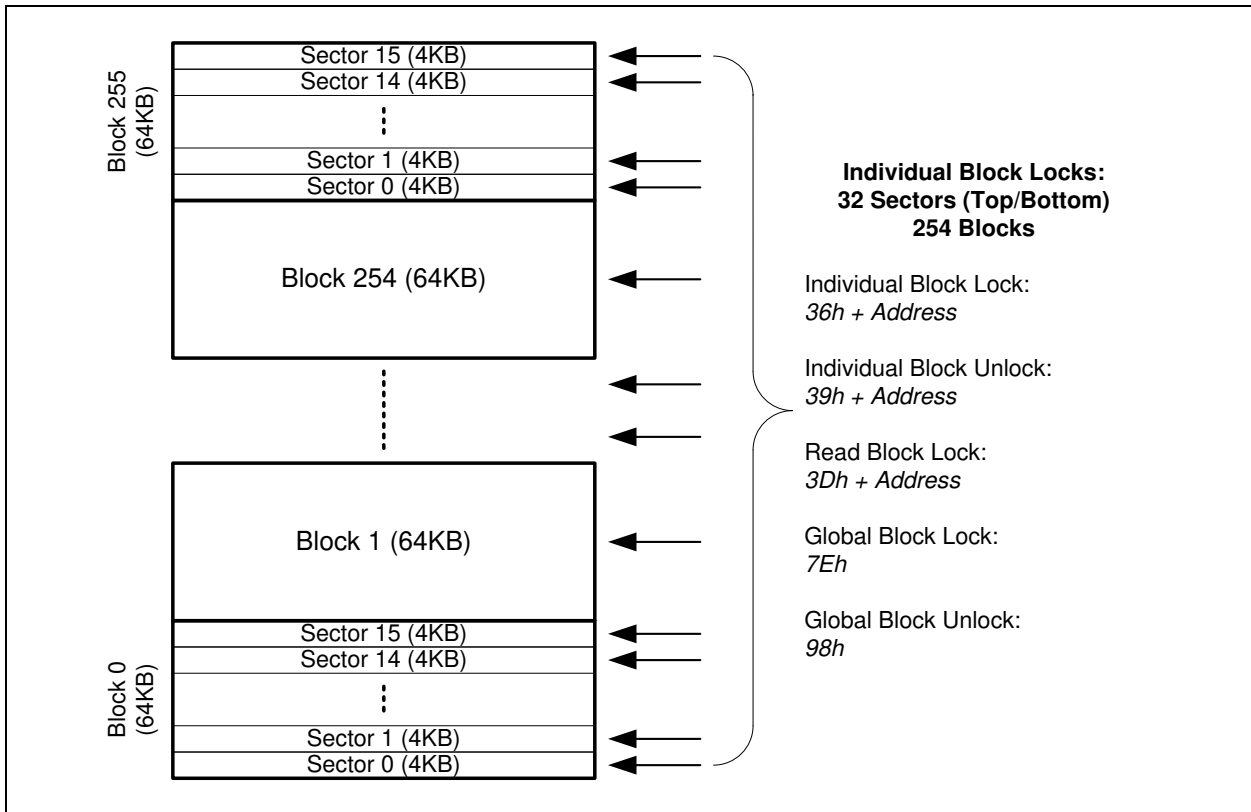 Block 255
(64KB)
Sector 15 (4KB)
Sector 14 (4KB)
Sector 1 (4KB)
Sector 0 (4KB)
Block 254 (64KB)
Block 1 (64KB)
Block 0
(64KB)
Sector 15 (4KB)
Sector 14 (4KB)
Sector 1 (4KB)
Sector 0 (4KB)
Individual Block Locks:
32 Sectors (Top/Bottom)
254 Blocks
Individual Block Lock:
36h + Address
Individual Block Unlock:
39h + Address
Read Block Lock:
3Dh + Address
Global Block Lock:
7Eh
Global Block Unlock:
98h